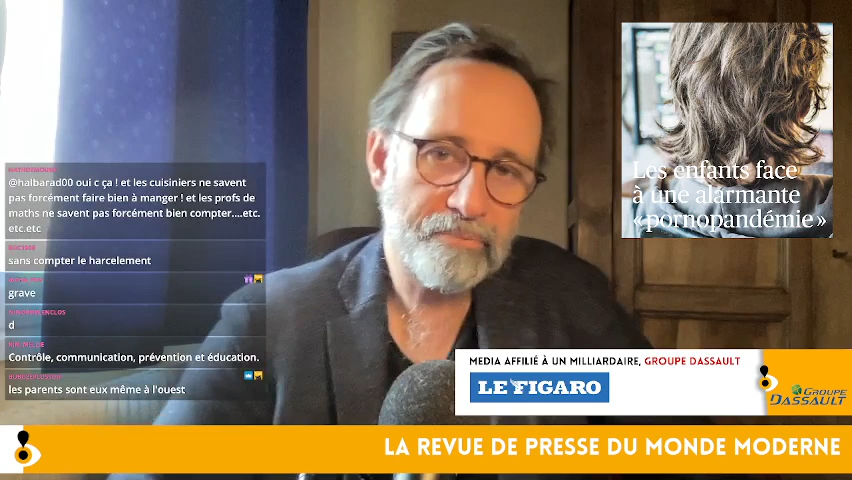 @halbarad00 oui c ça ! et les cuisiniers ne savent
pas forcément faire bien à manger ! et les profs de
maths ne savent pas forcément bien compter....etc.
etc.etc
sans compter le harcelement
grave
d
Contrôle, communication, prévention et éducation.
les parents sont eux même à l'ouest
Les enfants face
à une alarmante
«pornopandémie»
MEDIA AFFILIÉ À UN MILLIARDAIRE, GROUPE DASSAULT
LE FIGARO
GROUPE
DASSAULT
LA REVUE DE PRESSE DU MONDE MODERNE